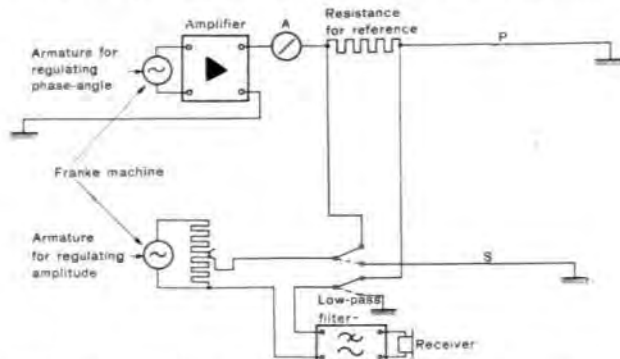 Amplifier
A
Resistance
for reference
P
Armature for
regulating
phase-angle
Franke machine
Armature
for regulating
amplitude
S
Low-pass
filter-
Receiver